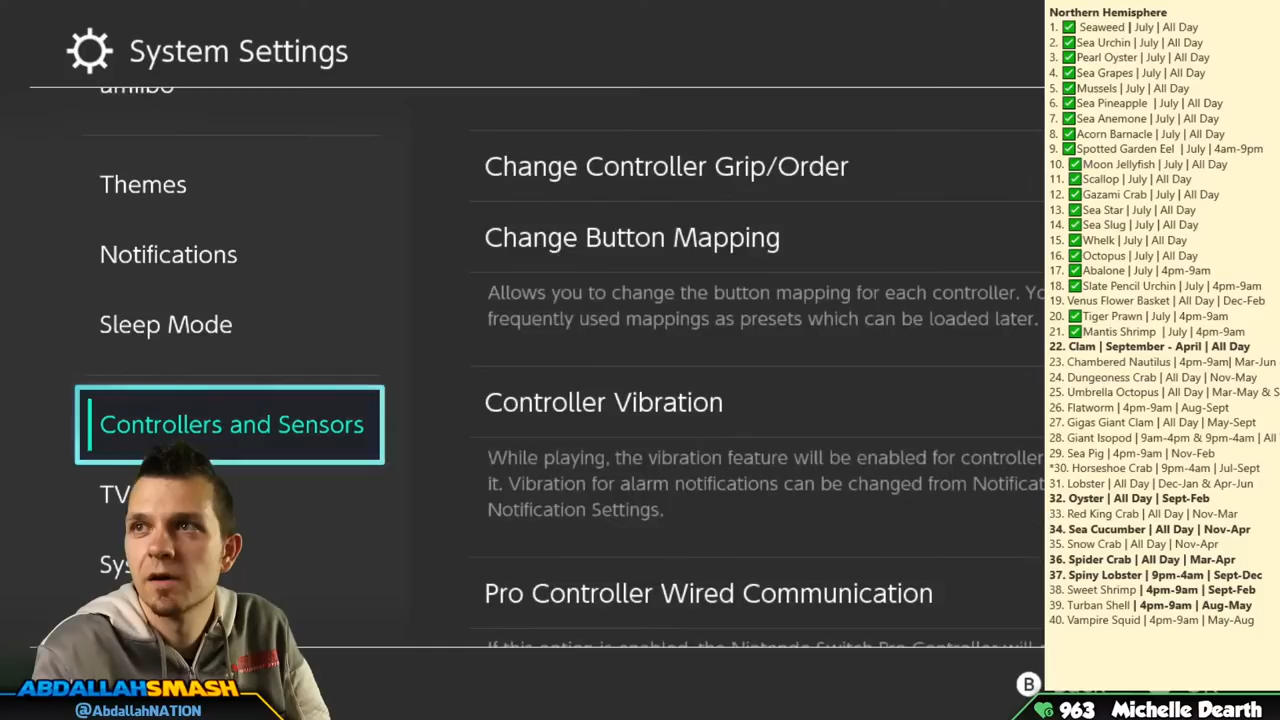 System Settings
amiibo
Themes
Notifications
Sleep Mode
Controllers and Sensors
TV
Sys
Change Controller Grip/Order
Change Button Mapping
Allows you to change the button mapping for each controller. Yo
frequently used mappings as presets which can be loaded later.
Controller Vibration
While playing, the vibration feature will be enabled for controller
it. Vibration for alarm notifications can be changed from Notificat
Notification Settings.
Pro Controller Wired Communication
If this option is enabled, the Nintendo Switch Pro Controller will
B
ABDALLAHSMASH
@AbdallahNATION
Northern Hemisphere
1. ✅ Seaweed | July | All Day
2. ✅ Sea Urchin | July | All Day
3. ✅ Pearl Oyster | July | All Day
4. ✅ Sea Grapes | July | All Day
5. ✅ Mussels | July | All Day
6. ✅ Sea Pineapple | July | All Day
7. ✅ Sea Anemone | July | All Day
8. ✅ Acorn Barnacle | July | All Day
9. ✅ Spotted Garden Eel | July | 4am-9pm
10. ✅ Moon Jellyfish | July | All Day
11. ✅ Scallop | July | All Day
12. ✅ Gazami Crab | July | All Day
13. ✅ Sea Star | July | All Day
14. ✅ Sea Slug | July | All Day
15. ✅ Whelk | July | All Day
16. ✅ Octopus | July | All Day
17. ✅ Abalone | July | 4pm-9am
18. ✅ Slate Pencil Urchin | July | 4pm-9am
19. Venus Flower Basket | All Day | Dec-Feb
20. ✅ Tiger Prawn | July | 4pm-9am
21. ✅ Mantis Shrimp | July | 4pm-9am
22. Clam | September - April | All Day
23. Chambered Nautilus | 4pm-9am| Mar-Jun
24. Dungeoness Crab | All Day | Nov-May
25. Umbrella Octopus | All Day | Mar-May & S
26. Flatworm | 4pm-9am | Aug-Sept
27. Gigas Giant Clam | All Day | May-Sept
28. Giant Isopod | 9am-4pm & 9pm-4am | All
29. Sea Pig | 4pm-9am | Nov-Feb
*30. Horseshoe Crab | 9pm-4am | Jul-Sept
31. Lobster | All Day | Dec-Jan & Apr-Jun
32. Oyster | All Day | Sept-Feb
33. Red King Crab | All Day | Nov-Mar
34. Sea Cucumber | All Day | Nov-Apr
35. Snow Crab | All Day | Nov-Apr
36. Spider Crab | All Day | Mar-Apr
37. Spiny Lobster | 9pm-4am | Sept-Dec
38. Sweet Shrimp | 4pm-9am | Sept-Feb
39. Turban Shell | 4pm-9am | Aug-May
40. Vampire Squid | 4pm-9am | May-Aug
963 Michelle Dearth